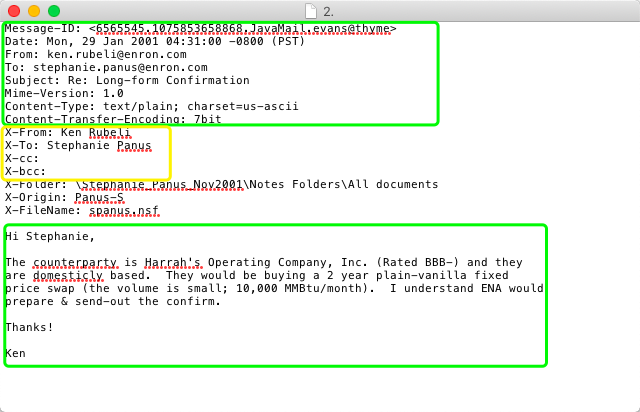 2.
Message-ID: <6565545.1075853658868.JavaMail.evans@thyme>
Date: Mon, 29 Jan 2001 04:31:00 -0800 (PST)
From: ken.rubeli@enron.com
To: stephanie.panus@enron.com
Subject: Re: Long-form Confirmation
Mime-Version: 1.0
Content-Type: text/plain; charset=us-ascii
Content-Transfer-Encoding: 7bit
X-From: Ken Rubeli
X-To: Stephanie Panus
X-cc:
X-bcc:
X-Folder: \Stephanie_Panus_Nov2001\Notes Folders\All documents
X-Origin: Panus-S
X-FileName: spanus.nsf
Hi Stephanie,
The counterparty is Harrah's Operating Company, Inc. (Rated BBB-) and they
are domesticly based.  They would be buying a 2 year plain-vanilla fixed
price swap (the volume is small; 10,000 MMBtu/month).  I understand ENA would
prepare & send-out the confirm.
Thanks!
Ken